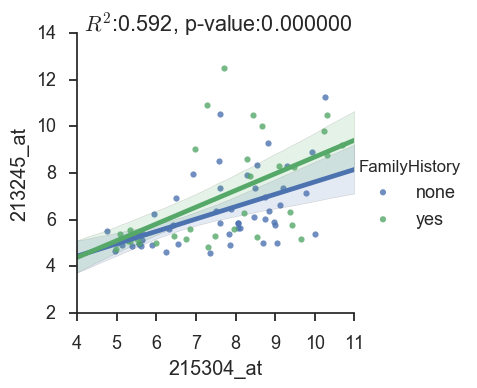 R²:0.592, p-value:0.000000
14
12
10
8
6
4
2
213245_at
4 5 6 7 8 9 10 11
215304_at
FamilyHistory
none
yes